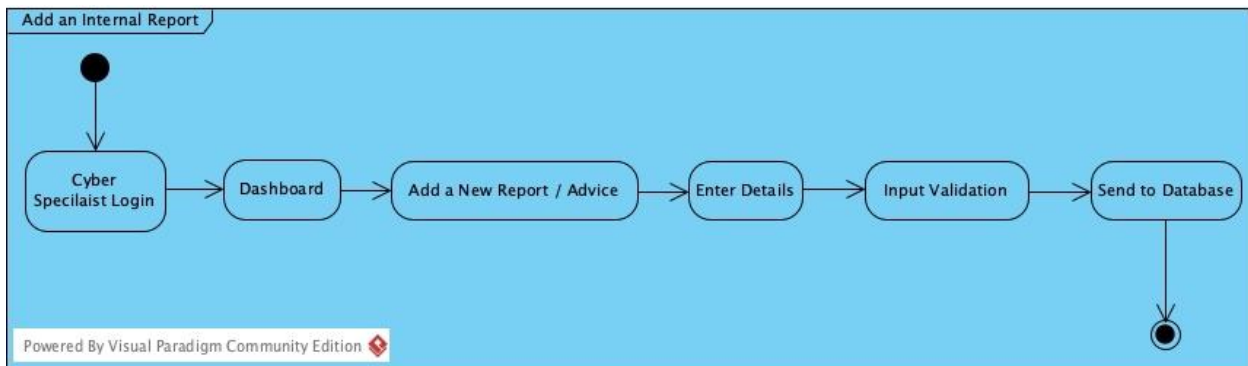 Add an Internal Report
Cyber
Specilaist Login
Dashboard
Add a New Report / Advice
Enter Details
Input Validation
Send to Database
Powered By Visual Paradigm Community Edition